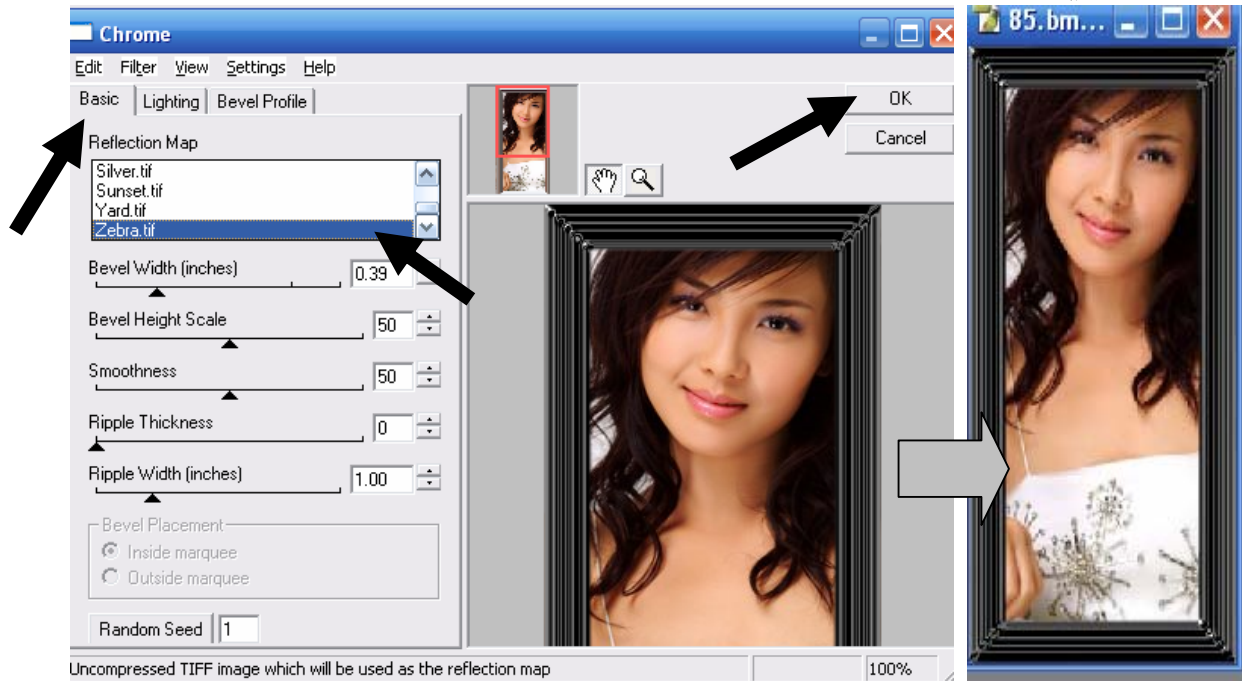 Chrome
85.bm...
Edit Filter View Settings Help
Basic Lighting Bevel Profile
OK
Cancel
Reflection Map
Silver.tif
Sunset.tif
Yard.tif
Zebra.tif
Bevel Width (inches) 0.39
Bevel Height Scale 50
Smoothness 50
Ripple Thickness 0
Ripple Width (inches) 1.00
Bevel Placement
Inside marquee
Outside marquee
Random Seed 1
Uncompressed TIFF image which will be used as the reflection map 100%